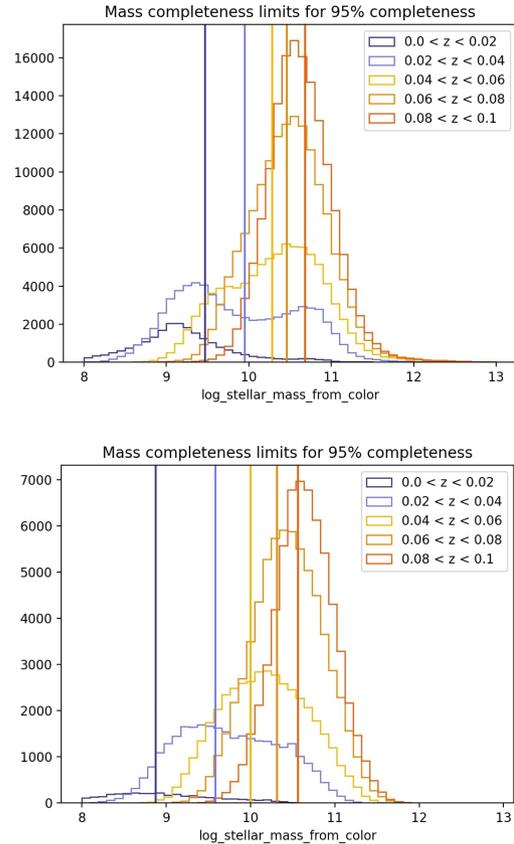 Mass completeness limits for 95% completeness
0.0 < z < 0.02
0.02 < z < 0.04
0.04 < z < 0.06
0.06 < z < 0.08
0.08 < z < 0.1
16000
14000
12000
10000
8000
6000
4000
2000
0
8 9 10 11 12 13
log_stellar_mass_from_color
Mass completeness limits for 95% completeness
0.0 < z < 0.02
0.02 < z < 0.04
0.04 < z < 0.06
0.06 < z < 0.08
0.08 < z < 0.1
7000
6000
5000
4000
3000
2000
1000
0
8 9 10 11 12 13
log_stellar_mass_from_color